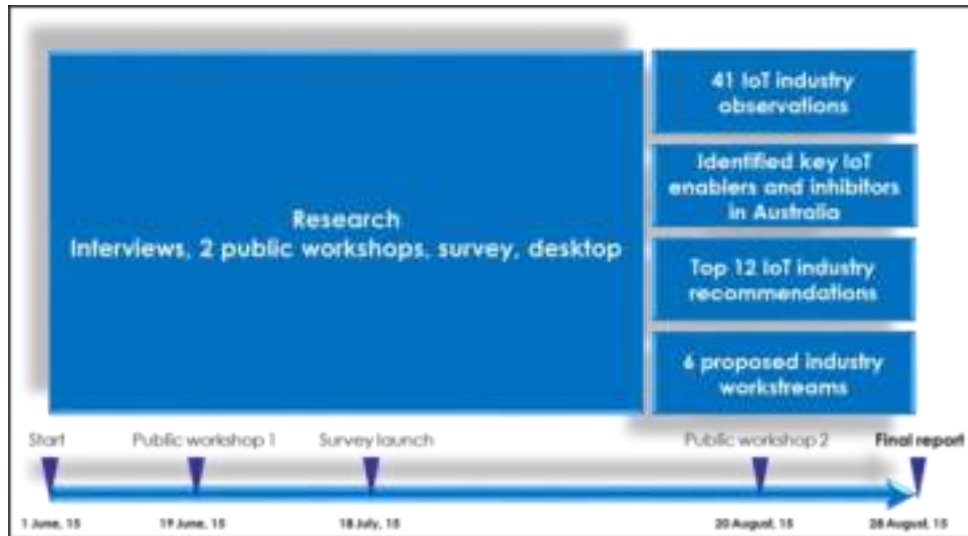 Research
Interviews, 2 public workshops, survey, desktop
41 IoT industry
observations
Identified key IoT
enablers and inhibitors
in Australia
Top 12 IoT industry
recommendations
6 proposed industry
workstreams
Start
Public workshop 1
Survey launch
Public workshop 2
Final report
1 June, 15
19 June, 15
18 July, 15
20 August, 15
28 August, 15